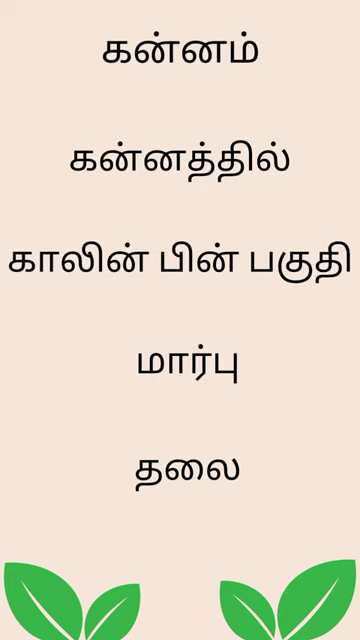 கன்னம்
கன்னத்தில்
காலின் பின் பகுதி
மார்பு
தலை